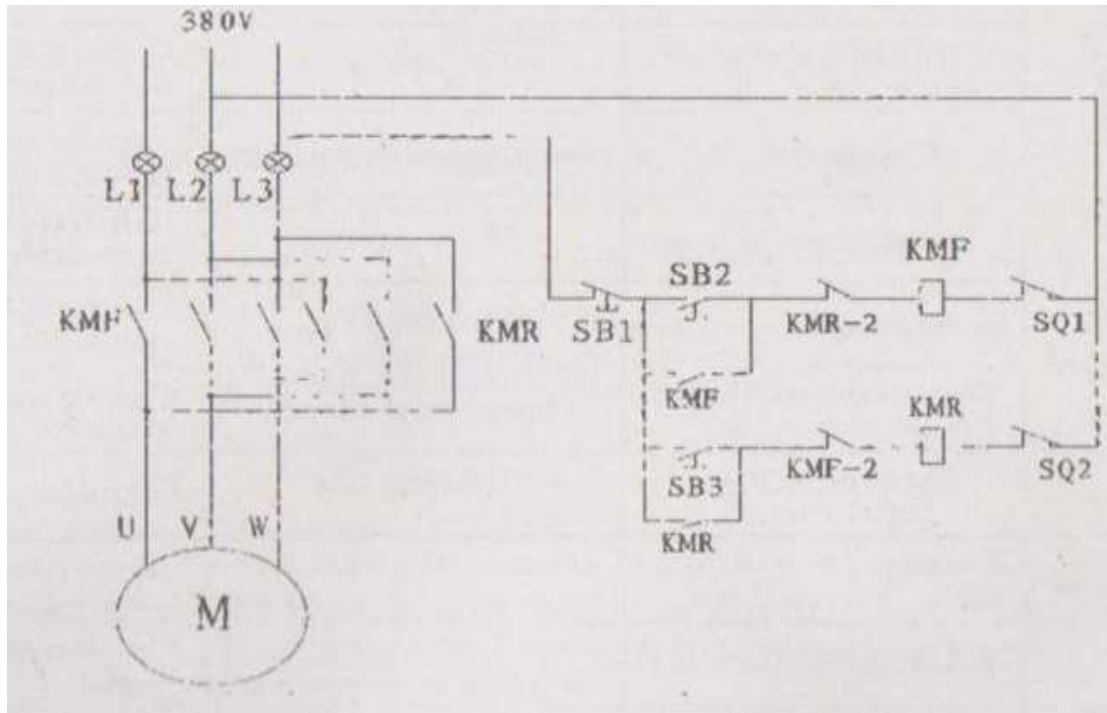 380V
L1 L2 L3
KMF
KMR
SB1
SB2
KMR-2
KMF
SQ1
KMF
SB3
KMF-2
KMR
SQ2
KMR
U V W
M